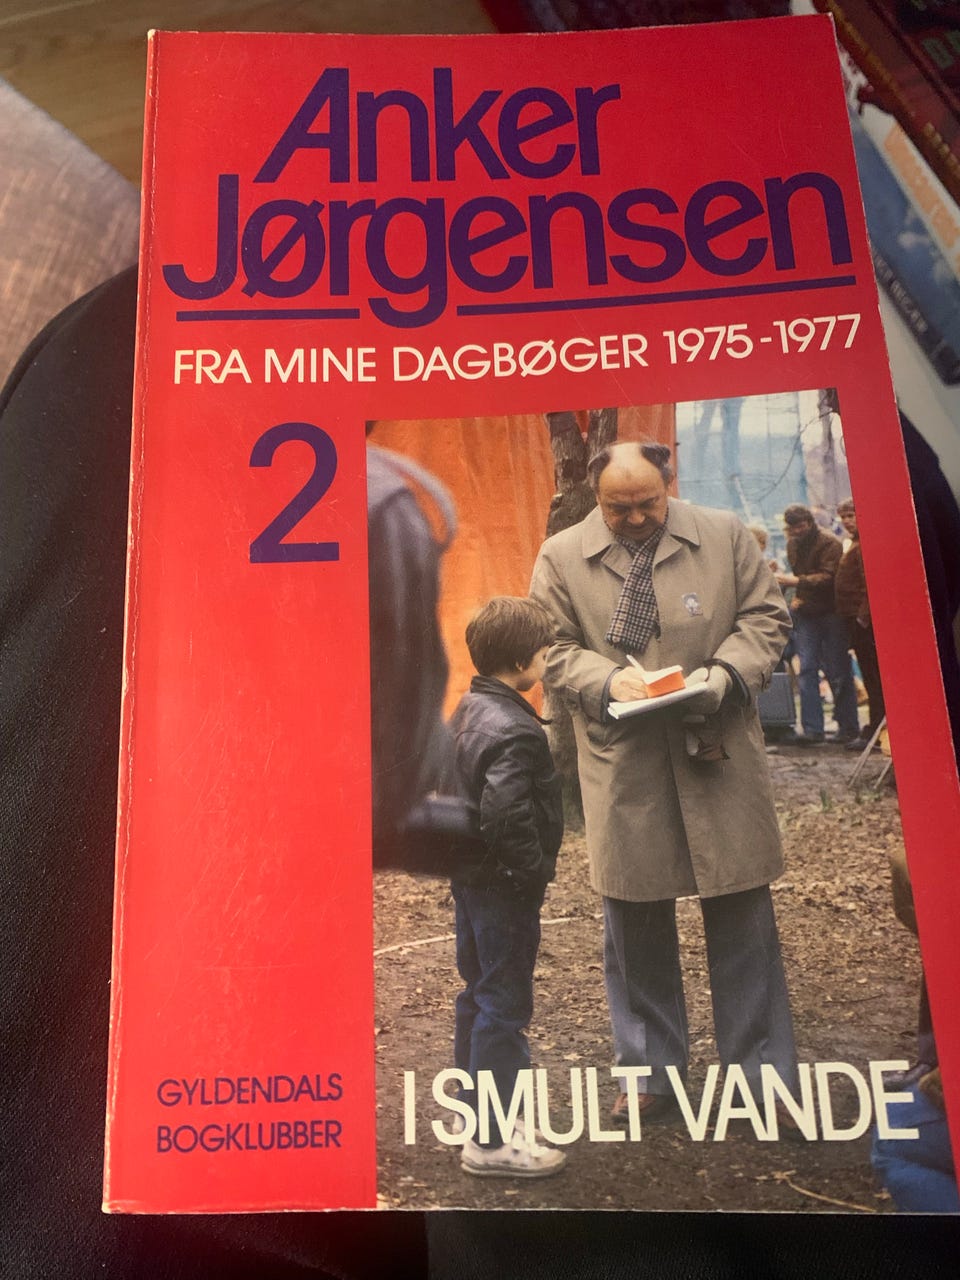 Anker
Jørgensen
FRA MINE DAGBØGER 1975-1977
2
GYLDENDALS
BOGKLUBBER
I SMULT VANDE